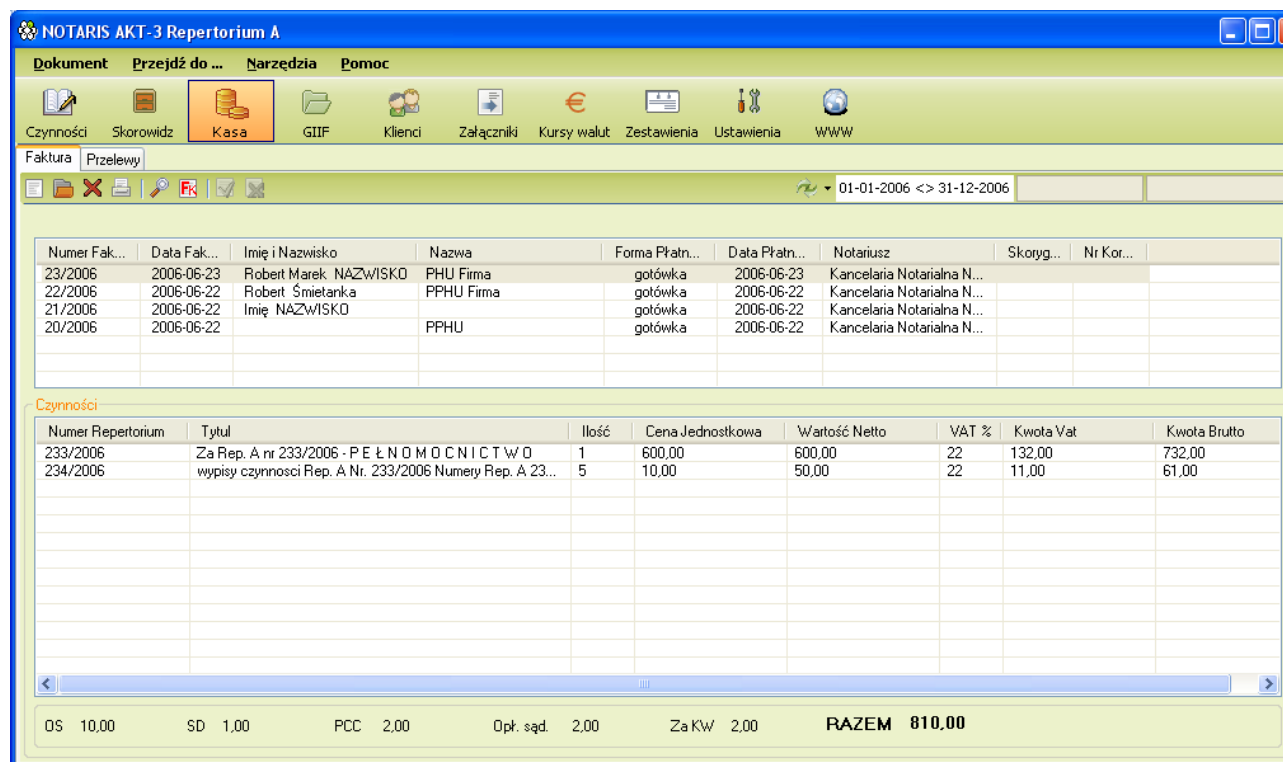 NOTARIS AKT-3 Repertorium A
Dokument Przejdź do ... Narzędzia Pomoc
Czynności Skorowidz Kasa GIIF Klienci Załączniki Kursy walut Zestawienia Ustawienia WWW
Faktura Przelewy
FK 01-01-2006 <> 31-12-2006
Numer Fak... Data Fak... Imię i Nazwisko Nazwa Forma Płatn... Data Płatn... Notariusz Skoryg... Nr Kor...
23/2006 2006-06-23 Robert Marek NAZWISKO PHU Firma gotówka 2006-06-23 Kancelaria Notarialna N...
22/2006 2006-06-22 Robert Śmietanka PPHU Firma gotówka 2006-06-22 Kancelaria Notarialna N...
21/2006 2006-06-22 Imię NAZWISKO gotówka 2006-06-22 Kancelaria Notarialna N...
20/2006 2006-06-22 PPHU gotówka 2006-06-22 Kancelaria Notarialna N...
Czynności
Numer Repertorium Tytul Ilość Cena Jednostkowa Wartość Netto VAT % Kwota Vat Kwota Brutto
233/2006 Za Rep. A nr 233/2006 - P E Ł N O M O C N I C T W O 1 600,00 600,00 22 132,00 732,00
234/2006 wypisy czynnosci Rep. A Nr. 233/2006 Numery Rep. A 23... 5 10,00 50,00 22 11,00 61,00
OS 10,00 SD 1,00 PCC 2,00 Opł. sąd. 2,00 Za KW 2,00 RAZEM 810,00